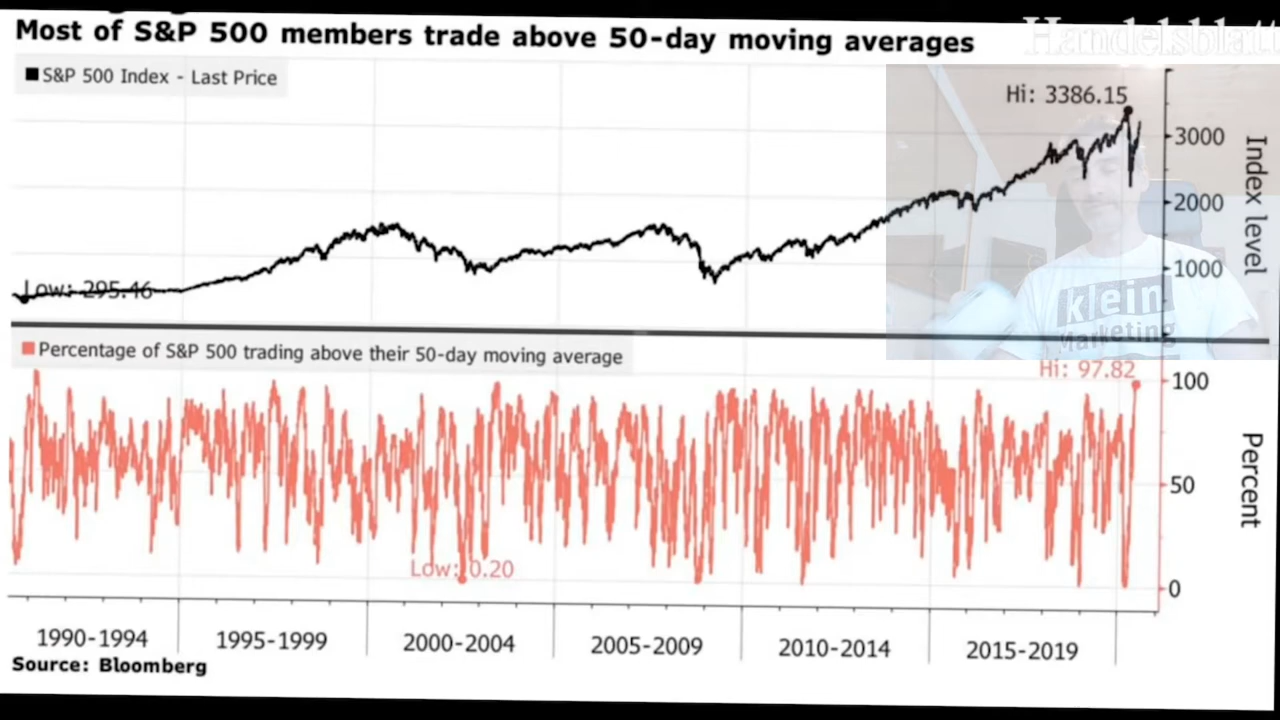 Most of S&P 500 members trade above 50-day moving averages
Handelsblatt
S&P 500 Index - Last Price
Hi: 3386.15
3000
2000
1000
Index level
Low: 295.46
klein
Marketing
Percentage of S&P 500 trading above their 50-day moving average
Hi: 97.82
100
50
0
Percent
Low: 0.20
1990-1994
1995-1999
2000-2004
2005-2009
2010-2014
2015-2019
Source: Bloomberg